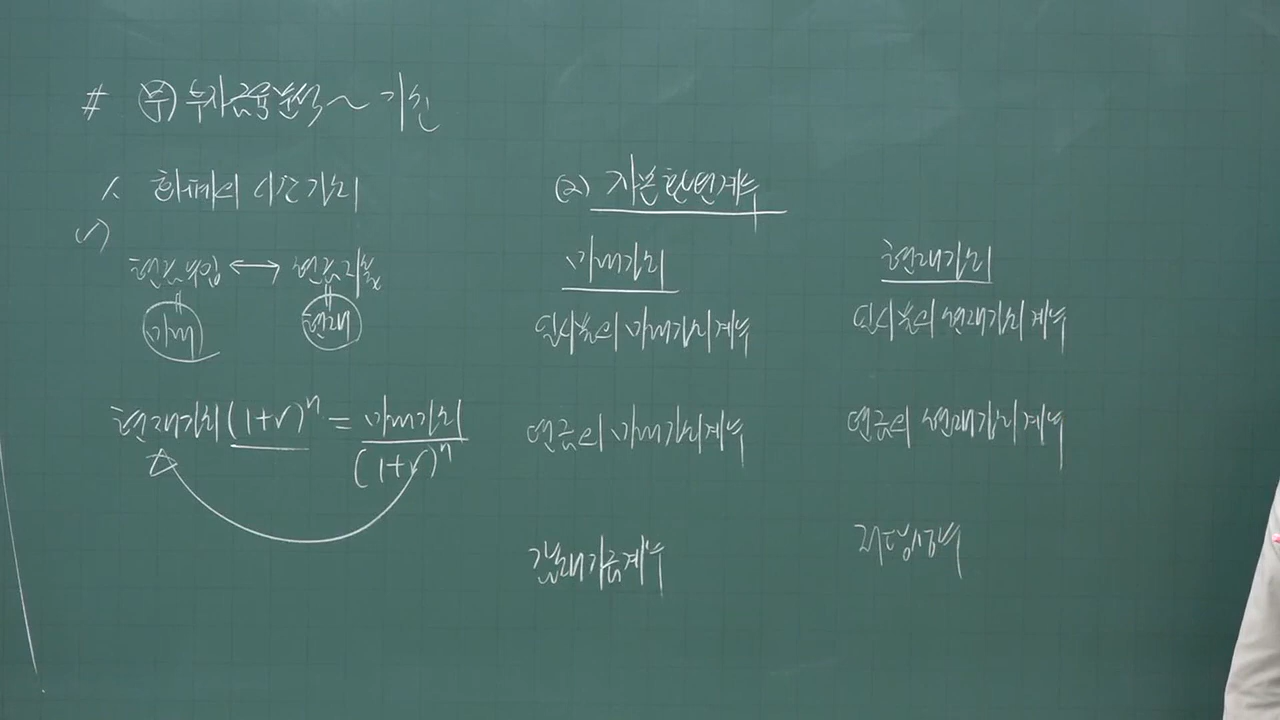 # 부) 투자금융분석~기초
1. 화폐의 시간가치
1)
현금유입 ↔ 현금지출
= =
미래 현재
현재가치 (1+r)^n = 미래가치 / (1+r)^n
(2) 자본환원계수
미래가치
일시불의 미래가치계수
연금의 미래가치계수
감채기금계수
현재가치
일시불의 현재가치계수
연금의 현재가치계수
저당상수